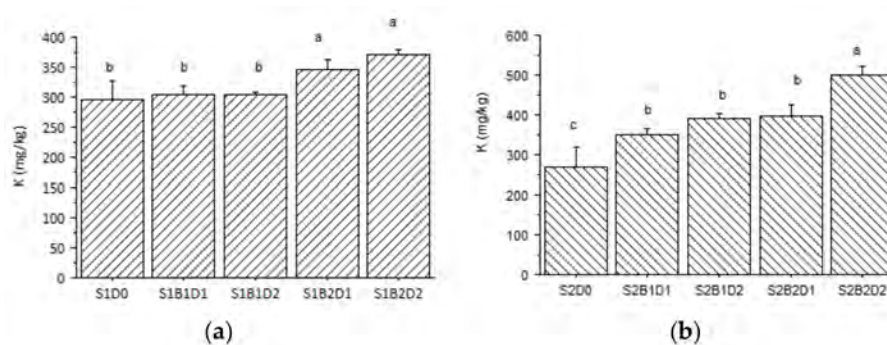 a
a
b
b
b
400
350
300
250
200
150
100
50
0
K (mg/kg)
S1D0 S1B1D1 S1B1D2 S1B2D1 S1B2D2
(a)
a
b
b
b
c
600
500
400
300
200
100
0
K (mg/kg)
S2D0 S2B1D1 S2B1D2 S2B2D1 S2B2D2
(b)